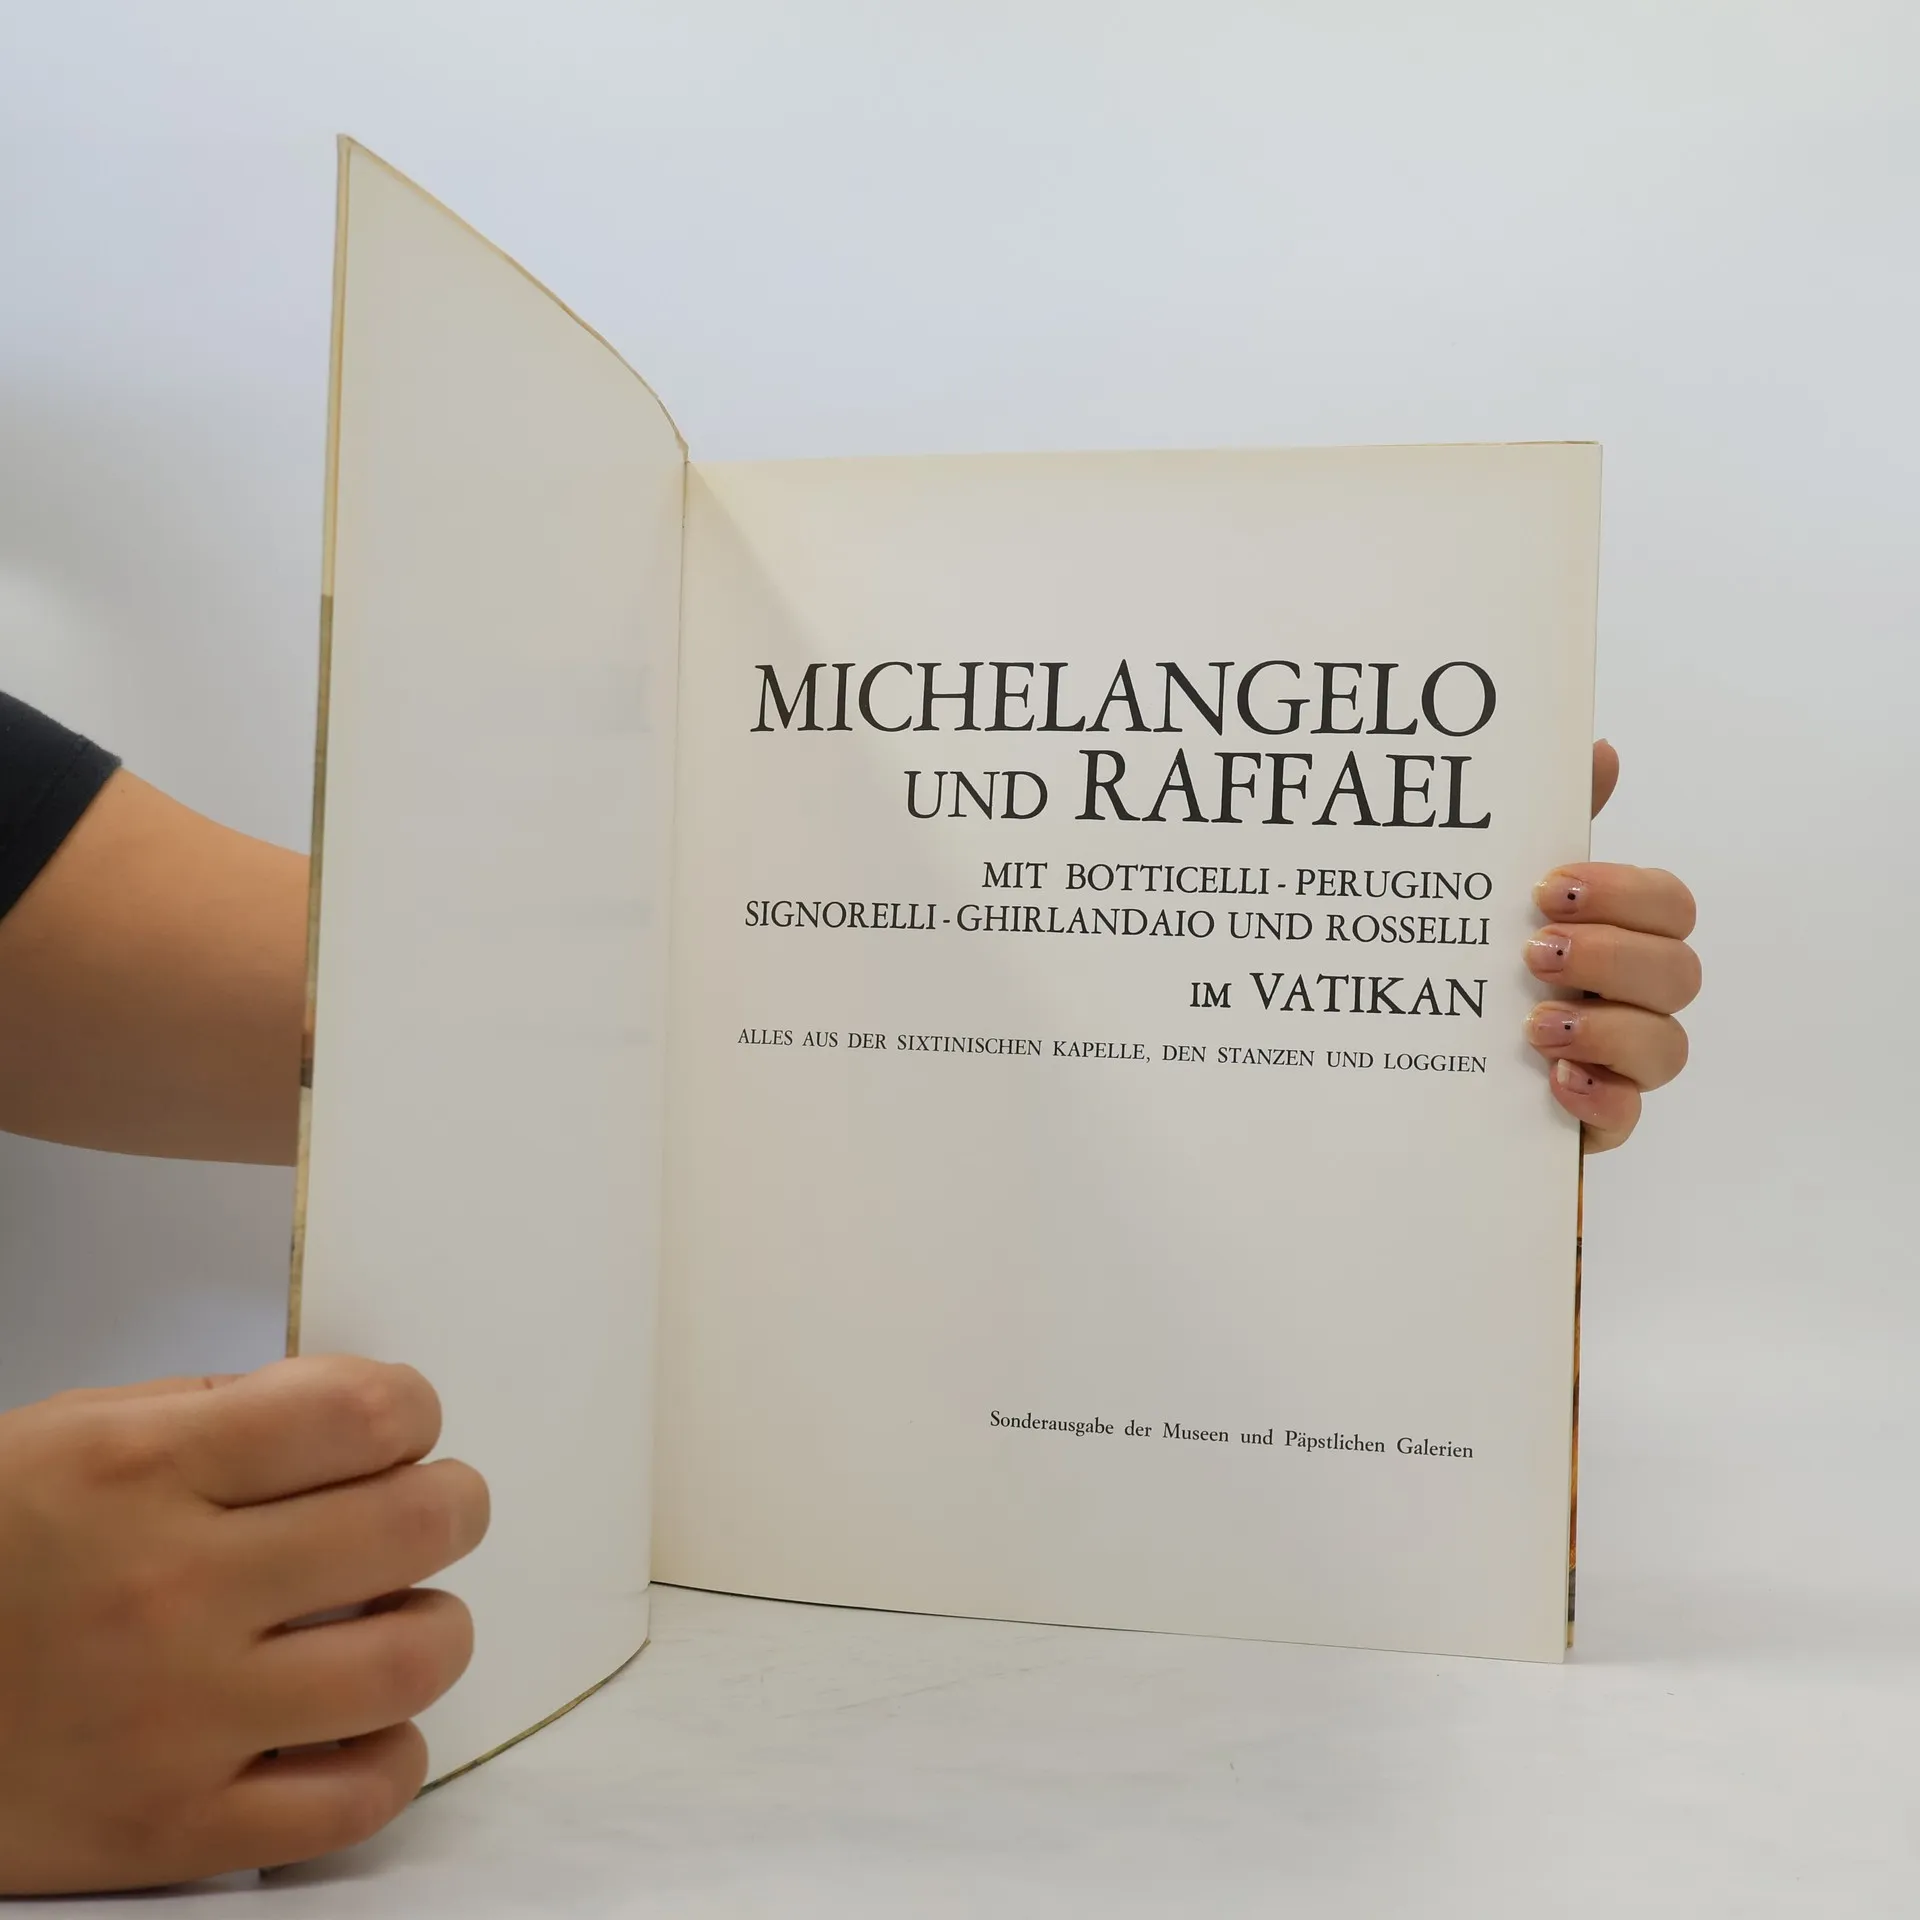 MICHELANGELO
UND RAFFAEL
MIT BOTTICELLI - PERUGINO
SIGNORELLI - GHIRLANDAIO UND ROSSELLI
IM VATIKAN
ALLES AUS DER SIXTINISCHEN KAPELLE, DEN STANZEN UND LOGGIEN
Sonderausgabe der Museen und Päpstlichen Galerien